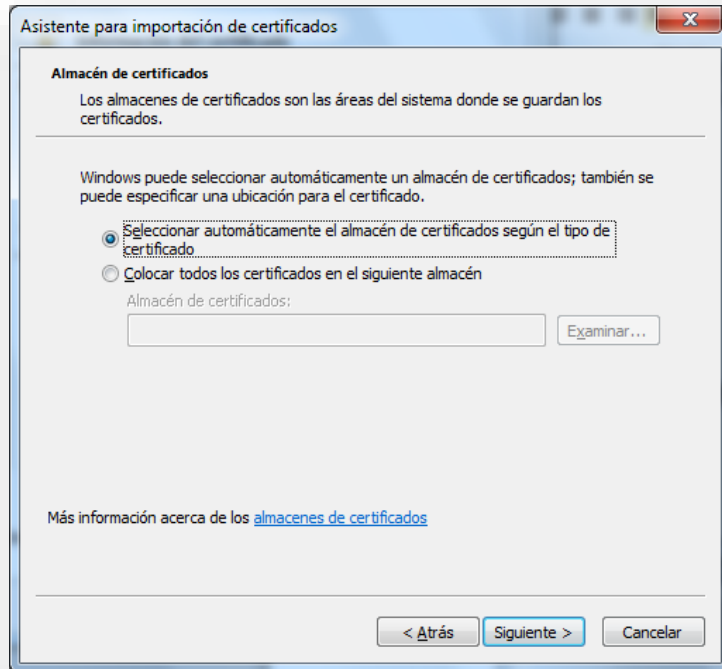 Asistente para importación de certificados
Almacén de certificados
Los almacenes de certificados son las áreas del sistema donde se guardan los
certificados.
Windows puede seleccionar automáticamente un almacén de certificados; también se
puede especificar una ubicación para el certificado.
Seleccionar automáticamente el almacén de certificados según el tipo de
certificado
Colocar todos los certificados en el siguiente almacén
Almacén de certificados:
Examinar...
Más información acerca de los almacenes de certificados
< Atrás
Siguiente >
Cancelar